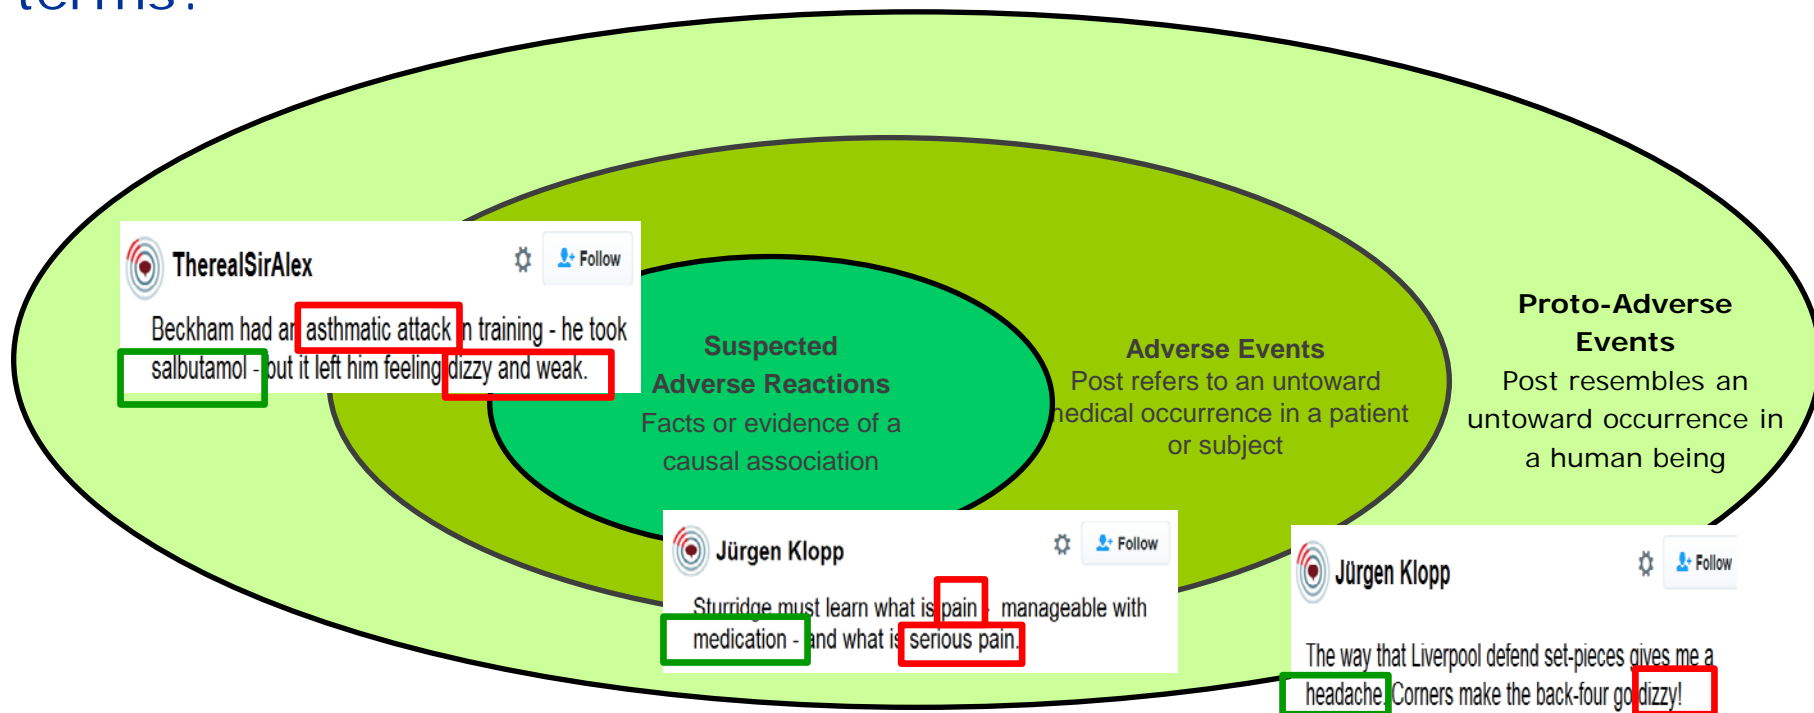 terms?
TherealSirAlex
Follow
Beckham had an asthmatic attack in training - he took
salbutamol - but it left him feeling dizzy and weak.
Suspected
Adverse Reactions
Facts or evidence of a
causal association
Adverse Events
Post refers to an untoward
medical occurrence in a patient
or subject
Proto-Adverse
Events
Post resembles an
untoward occurrence in
a human being
Jürgen Klopp
Follow
Sturridge must learn what is pain - manageable with
medication - and what is serious pain.
Jürgen Klopp
Follow
The way that Liverpool defend set-pieces gives me a
headache. Corners make the back-four go dizzy!